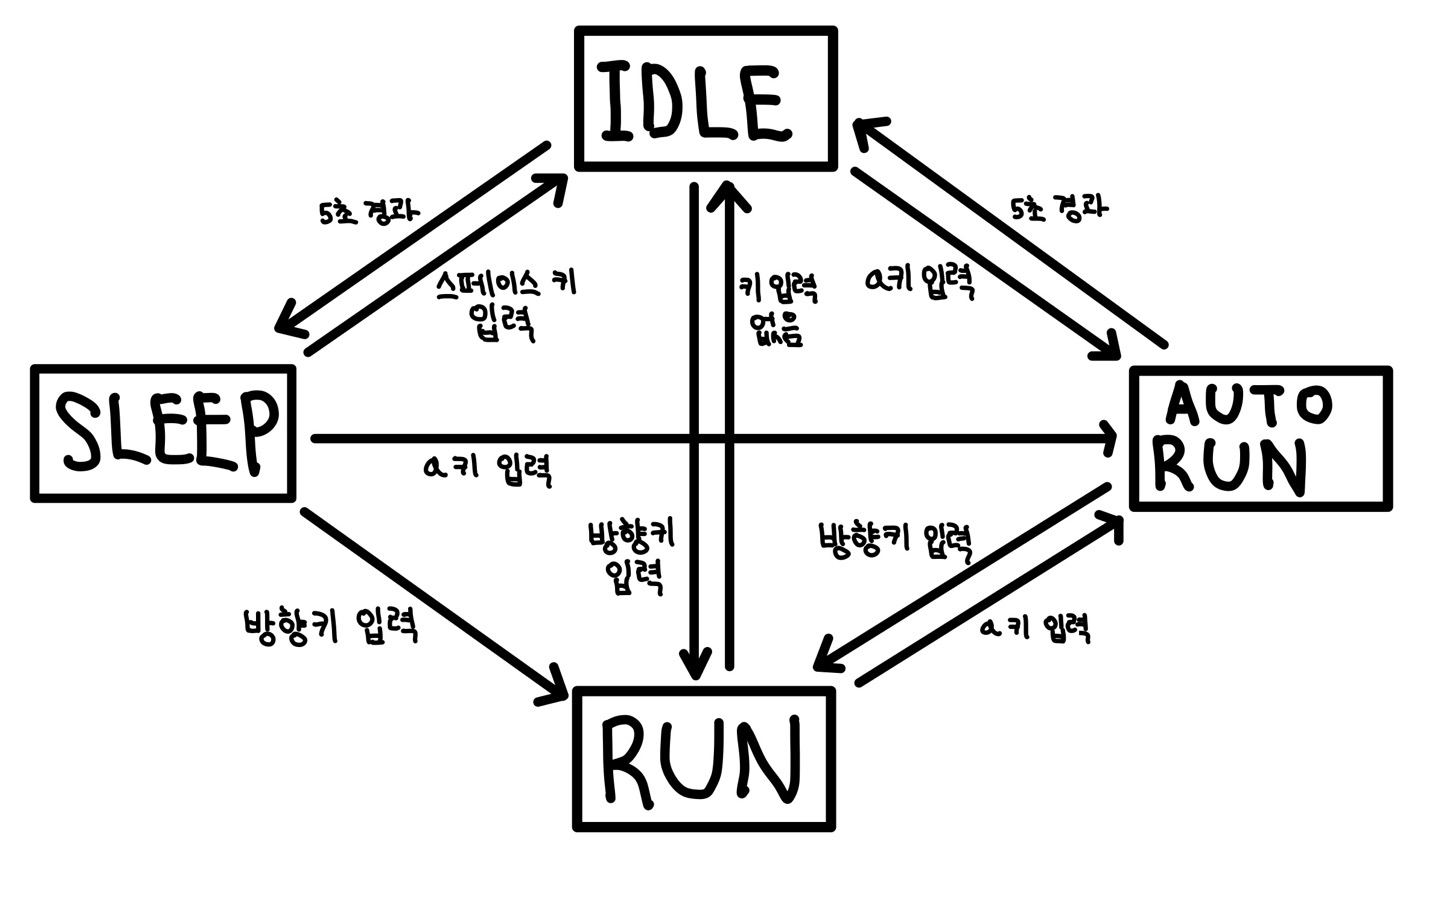 IDLE
5초 경과
5초 경과
스페이스 키
입력
키 입력
없음
a키 입력
SLEEP
AUTO
RUN
a 키 입력
방향키
입력
방향키 입력
방향키 입력
a 키 입력
RUN